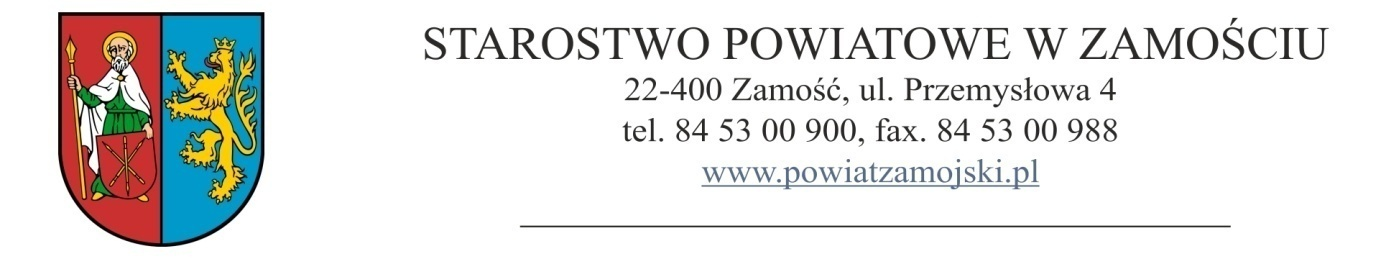 STAROSTWO POWIATOWE W ZAMOŚCIU
22-400 Zamość, ul. Przemysłowa 4
tel. 84 53 00 900, fax. 84 53 00 988
www.powiatzamojski.pl